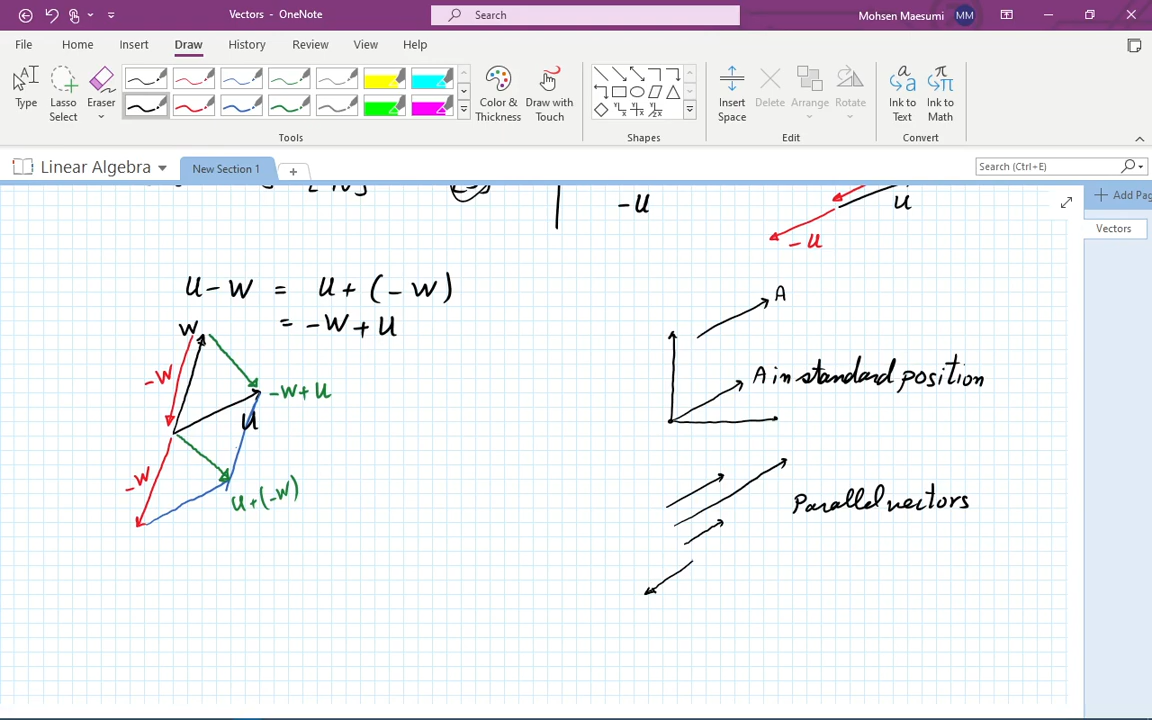 Vectors - OneNote
Search
Mohsen Maesumi
MM
File Home Insert Draw History Review View Help
Type
Lasso Select
Eraser
Color & Thickness
Draw with Touch
Insert Space
Delete
Arrange
Rotate
Ink to Text
Ink to Math
Tools
Shapes
Edit
Convert
Linear Algebra
New Section 1
Search (Ctrl+E)
Add Pag
Vectors
-u
u
-u
u-w = u+(-w)
= -w+u
w
-w
-w+u
u
-w
u+(-w)
A
A in standard position
Parallel vectors